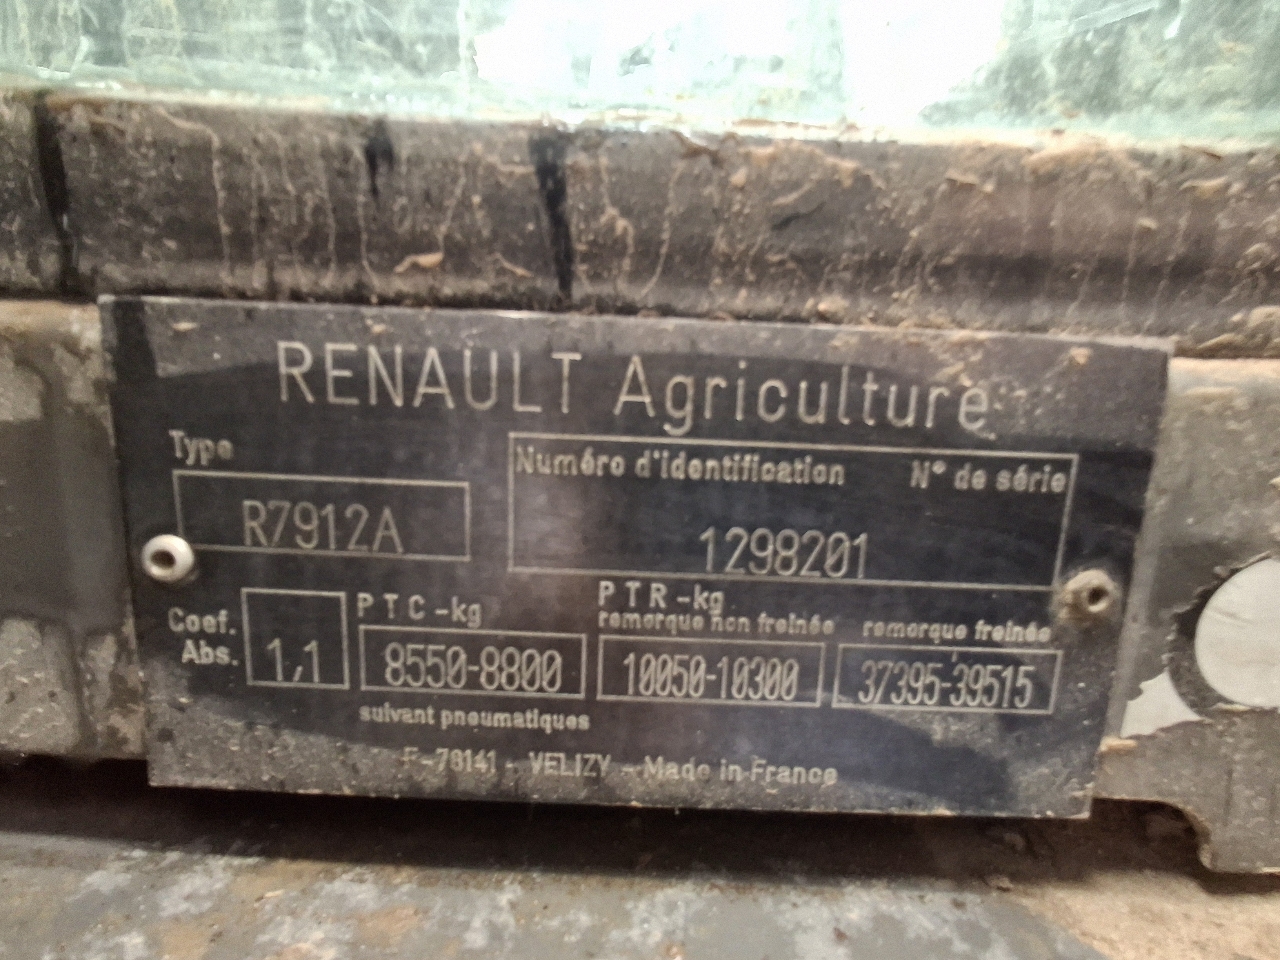 RENAULT Agriculture
Type
Numéro d'identification N° de série
R7912A
1298201
Coef. Abs.
1,1
PTC-kg
8550-8800
suivant pneumatiques
PTR-kg
remorque non freinée remorque freinée
10050-10300 37395-39515
F-78141 - VELIZY - Made in France